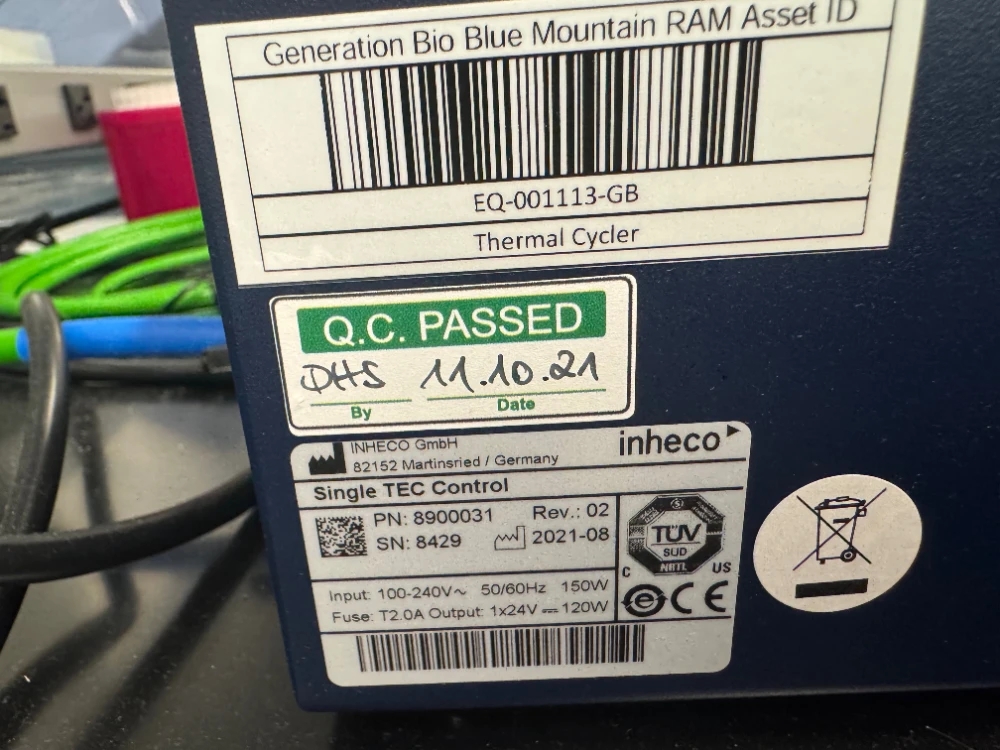 Generation Bio Blue Mountain RAM Asset ID
EQ-001113-GB
Thermal Cycler
Q.C. PASSED
DHS 11.10.21
By Date
INHECO GmbH
82152 Martinsried / Germany
inheco
Single TEC Control
PN: 8900031 Rev.: 02
SN: 8429 2021-08
TÜV
SÜD
NRTL
C US
Input: 100-240V~ 50/60Hz 150W
Fuse: T2.0A Output: 1x24V ⎓ 120W
e CE